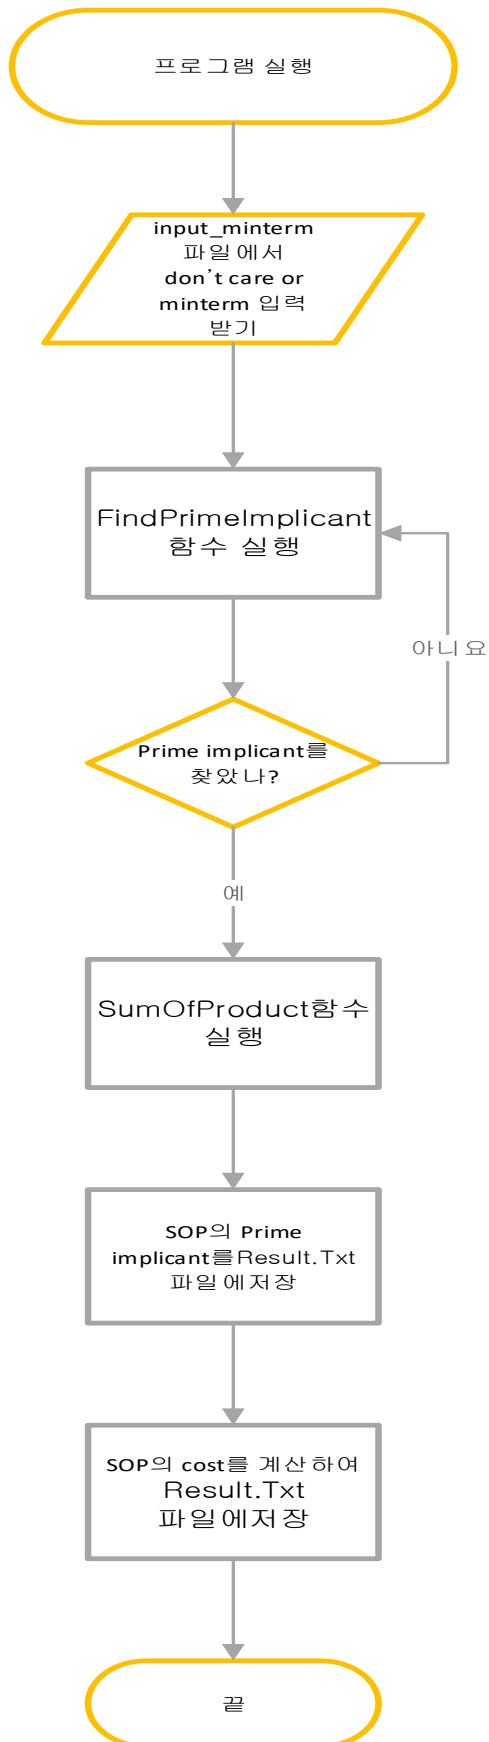 프로그램 실행
input_minterm
파일에서
don't care or
minterm 입력
받기
FindPrimeImplicant
함수 실행
아니요
Prime implicant를
찾았나?
예
SumOfProduct함수
실행
SOP의 Prime
implicant를Result.Txt
파일에저장
SOP의 cost를 계산하여
Result.Txt
파일에저장
끝